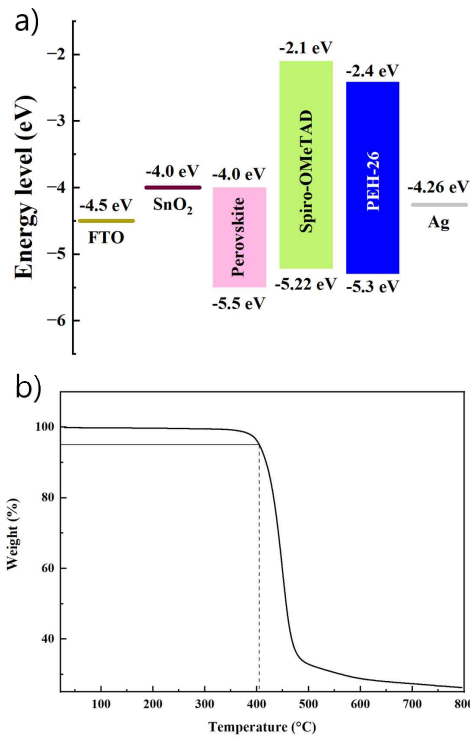 a)
Energy level (eV)
−2
−3
−4
−5
−6
-4.5 eV
FTO
-4.0 eV
SnO₂
-4.0 eV
Perovskite
-5.5 eV
-2.1 eV
Spiro-OMeTAD
-5.22 eV
-2.4 eV
PEH-26
-5.3 eV
-4.26 eV
Ag
b)
Weight (%)
100
80
60
40
100 200 300 400 500 600 700 800
Temperature (°C)